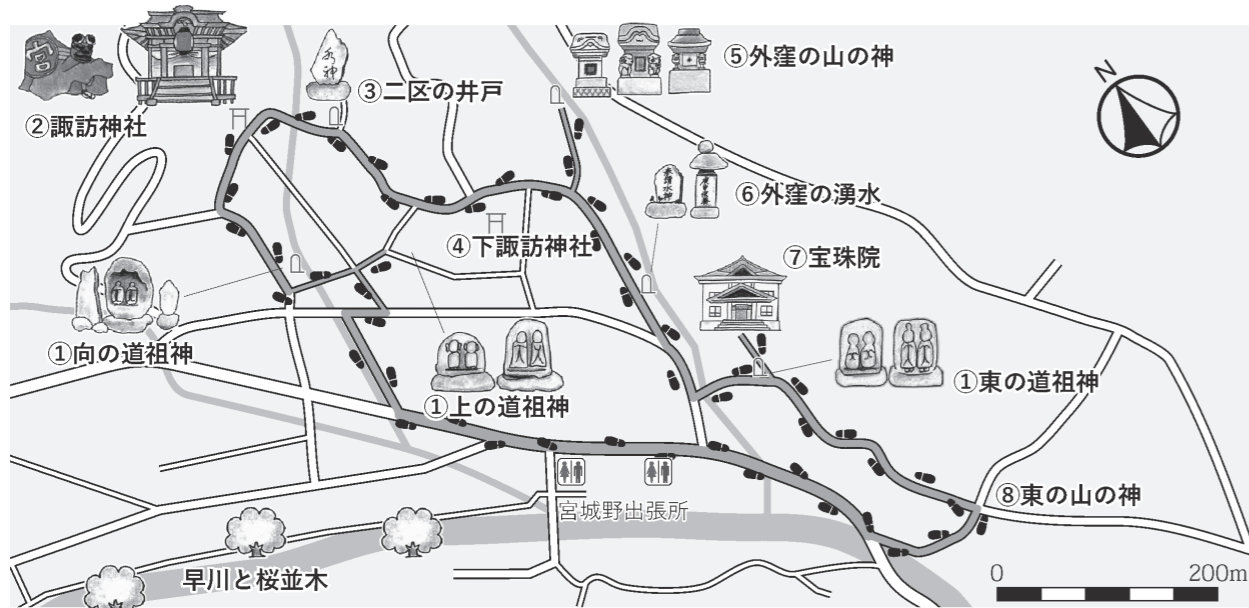 宮
水神
②諏訪神社
③二区の井戸
⑤外窪の山の神
N
⑥外窪の湧水
④下諏訪神社
⑦宝珠院
①向の道祖神
①上の道祖神
①東の道祖神
⑧東の山の神
宮城野出張所
早川と桜並木
0 200m